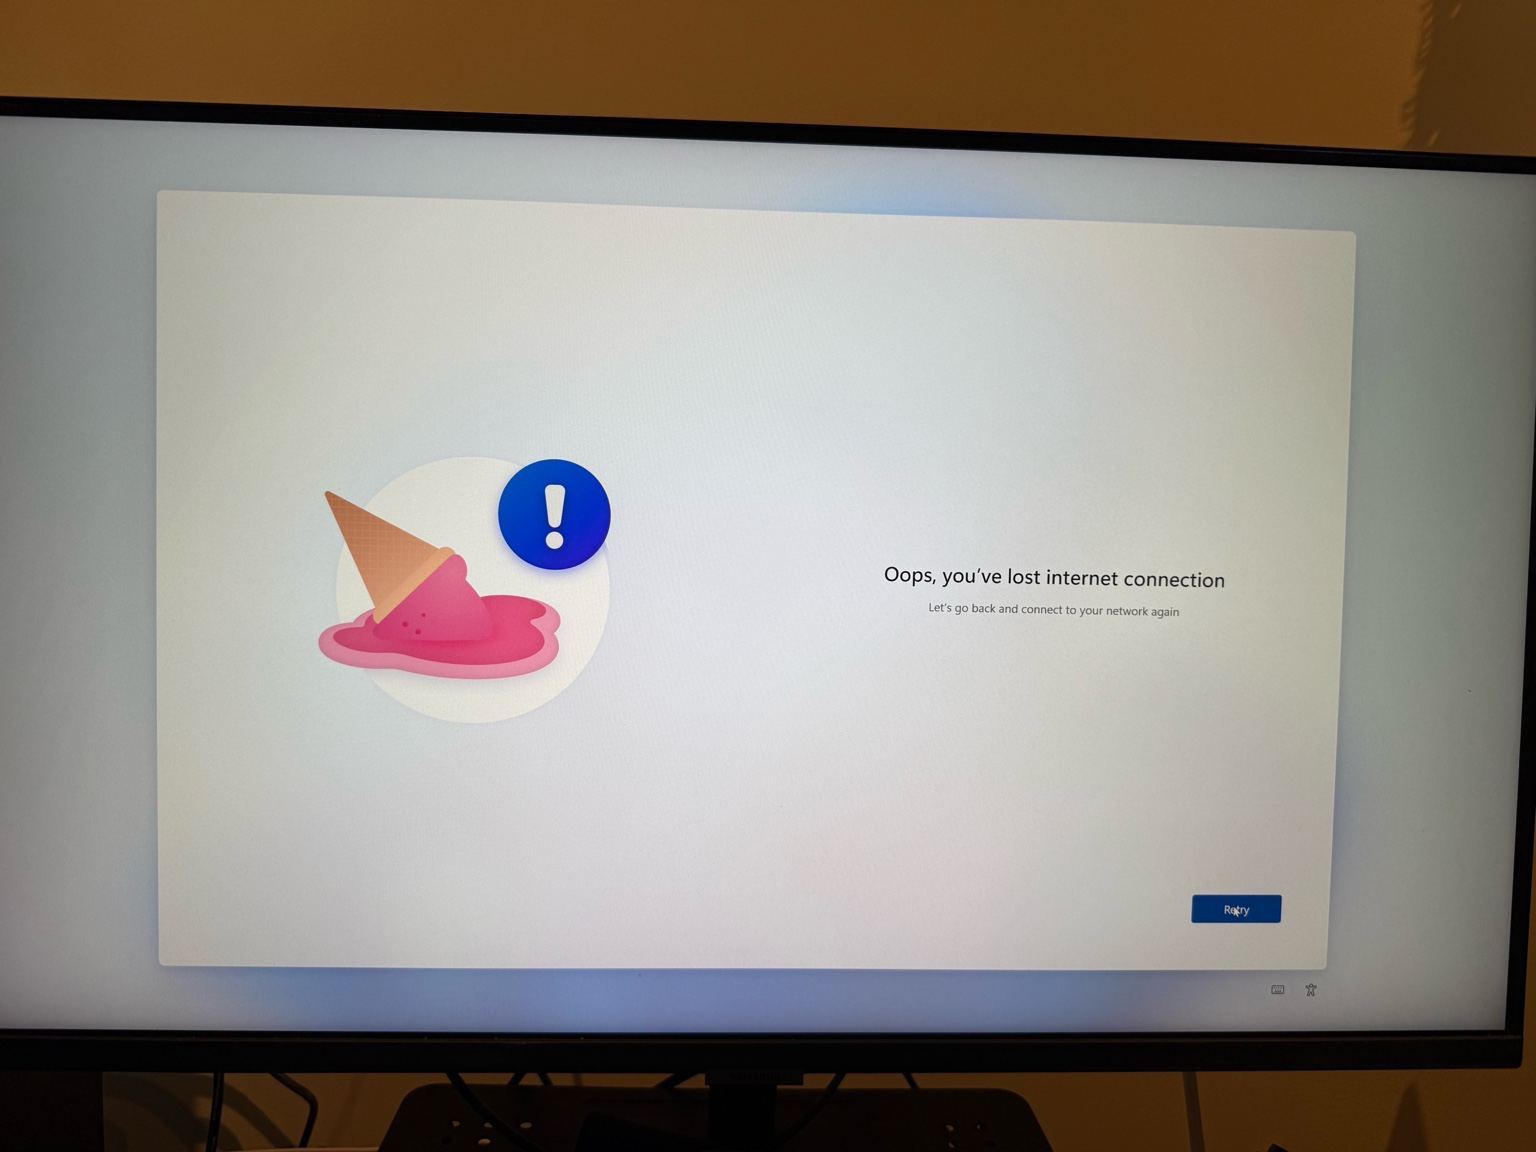 Oops, you've lost internet connection
Let's go back and connect to your network again
Retry